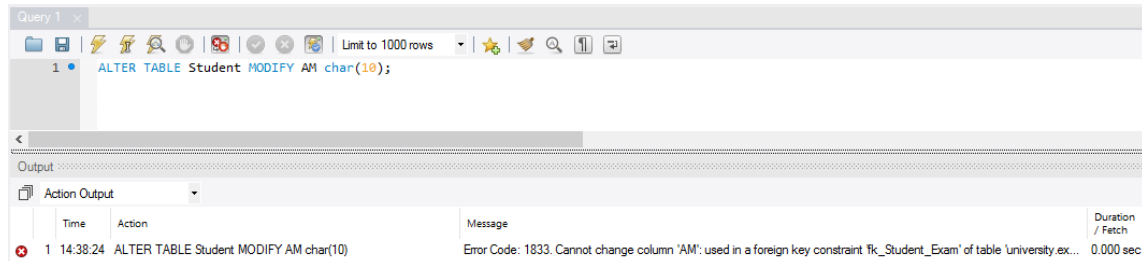 Query 1
Limit to 1000 rows
1 ALTER TABLE Student MODIFY AM char(10);
Output
Action Output
Time Action Message Duration / Fetch
1 14:38:24 ALTER TABLE Student MODIFY AM char(10) Error Code: 1833. Cannot change column 'AM': used in a foreign key constraint 'fk_Student_Exam' of table 'university.ex... 0.000 sec